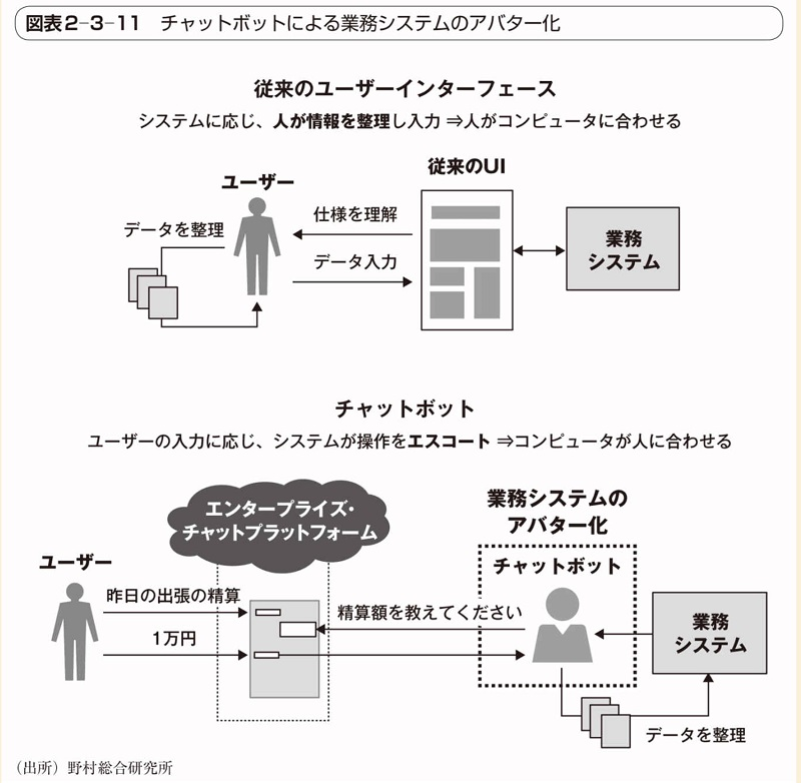 図表2-3-11 チャットボットによる業務システムのアバター化
従来のユーザーインターフェース
システムに応じ、人が情報を整理し入力 ⇒人がコンピュータに合わせる
従来のUI
ユーザー
データを整理
仕様を理解
データ入力
業務
システム
チャットボット
ユーザーの入力に応じ、システムが操作をエスコート ⇒コンピュータが人に合わせる
エンタープライズ・
チャットプラットフォーム
業務システムの
アバター化
ユーザー
チャットボット
昨日の出張の精算
精算額を教えてください
1万円
業務
システム
データを整理
（出所）野村総合研究所